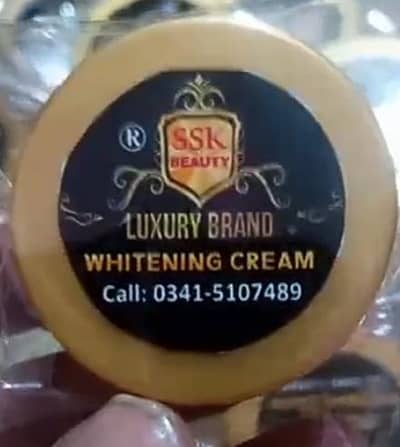 ®
SSK
BEAUTY
LUXURY BRAND
WHITENING CREAM
Call: 0341-5107489